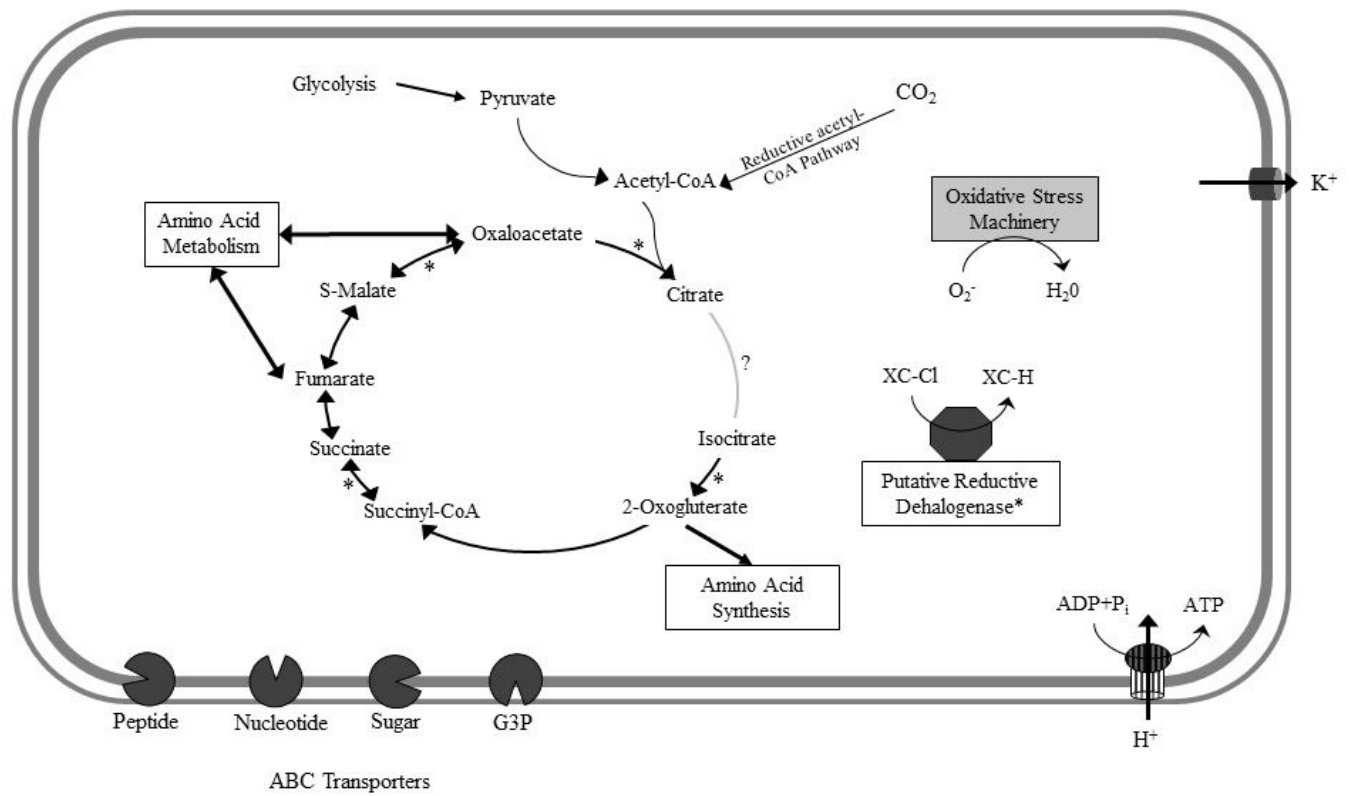 Glycolysis
Pyruvate
CO₂
Reductive acetyl-
CoA Pathway
Acetyl-CoA
Oxidative Stress
Machinery
K⁺
Amino Acid
Metabolism
Oxaloacetate
*
*
S-Malate
Citrate
O₂⁻
H₂0
?
Fumarate
XC-Cl
XC-H
Succinate
Isocitrate
*
*
Putative Reductive
Dehalogenase*
Succinyl-CoA
2-Oxogluterate
Amino Acid
Synthesis
ADP+Pᵢ
ATP
Peptide
Nucleotide
Sugar
G3P
H⁺
ABC Transporters